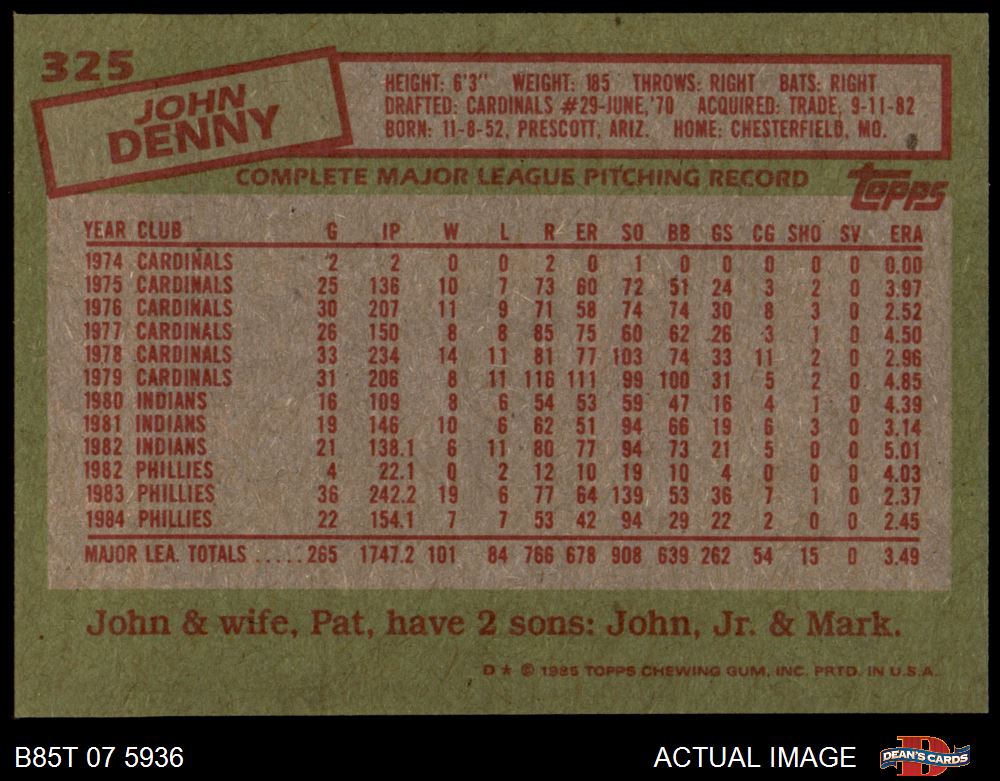 325
JOHN
DENNY
HEIGHT: 6'3" WEIGHT: 185 THROWS: RIGHT BATS: RIGHT
DRAFTED: CARDINALS #29-JUNE,'70 ACQUIRED: TRADE, 9-11-82
BORN: 11-8-52, PRESCOTT, ARIZ. HOME: CHESTERFIELD, MO.
COMPLETE MAJOR LEAGUE PITCHING RECORD
topps
YEAR CLUB G IP W L R ER SO BB GS CG SHO SV ERA
1974 CARDINALS 2 2 0 0 2 0 1 0 0 0 0 0 0.00
1975 CARDINALS 25 136 10 7 73 60 72 51 24 3 2 0 3.97
1976 CARDINALS 30 207 11 9 71 58 74 74 30 8 3 0 2.52
1977 CARDINALS 26 150 8 8 85 75 60 62 26 3 1 0 4.50
1978 CARDINALS 33 234 14 11 81 77 103 74 33 11 2 0 2.96
1979 CARDINALS 31 206 8 11 116 111 99 100 31 5 2 0 4.85
1980 INDIANS 16 109 8 6 54 53 59 47 16 4 1 0 4.39
1981 INDIANS 19 146 10 6 62 51 94 66 19 6 3 0 3.14
1982 INDIANS 21 138.1 6 11 80 77 94 73 21 5 0 0 5.01
1982 PHILLIES 4 22.1 0 2 12 10 19 10 4 0 0 0 4.03
1983 PHILLIES 36 242.2 19 6 77 64 139 53 36 7 1 0 2.37
1984 PHILLIES 22 154.1 7 7 53 42 94 29 22 2 0 0 2.45
MAJOR LEA. TOTALS ..... 265 1747.2 101 84 766 678 908 639 262 54 15 0 3.49
John & wife, Pat, have 2 sons: John, Jr. & Mark.
D * © 1985 TOPPS CHEWING GUM, INC. PRTD. IN U.S.A.
B85T 07 5936 ACTUAL IMAGE DEAN'S CARDS